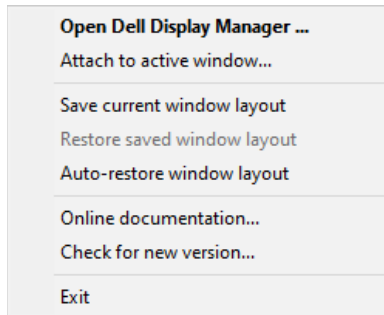 Open Dell Display Manager ...
Attach to active window...
Save current window layout
Restore saved window layout
Auto-restore window layout
Online documentation...
Check for new version...
Exit